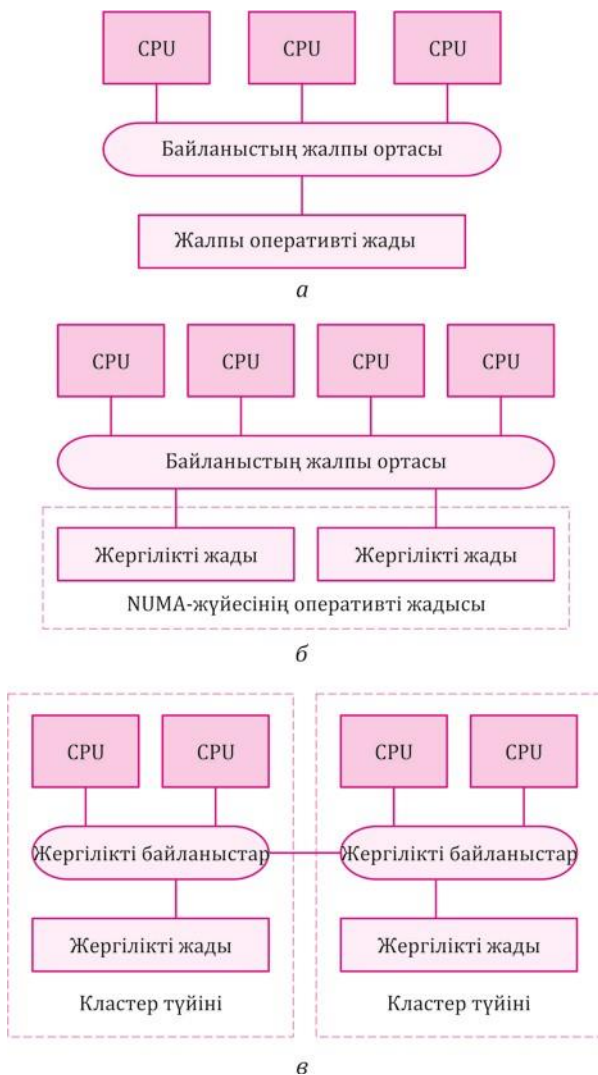 CPU CPU CPU
Байланыстың жалпы ортасы
Жалпы оперативті жады
а
CPU CPU CPU CPU
Байланыстың жалпы ортасы
Жергілікті жады Жергілікті жады
NUMA-жүйесінің оперативті жадысы
б
CPU CPU CPU CPU
Жергілікті байланыстар Жергілікті байланыстар
Жергілікті жады Жергілікті жады
Кластер түйіні Кластер түйіні
в